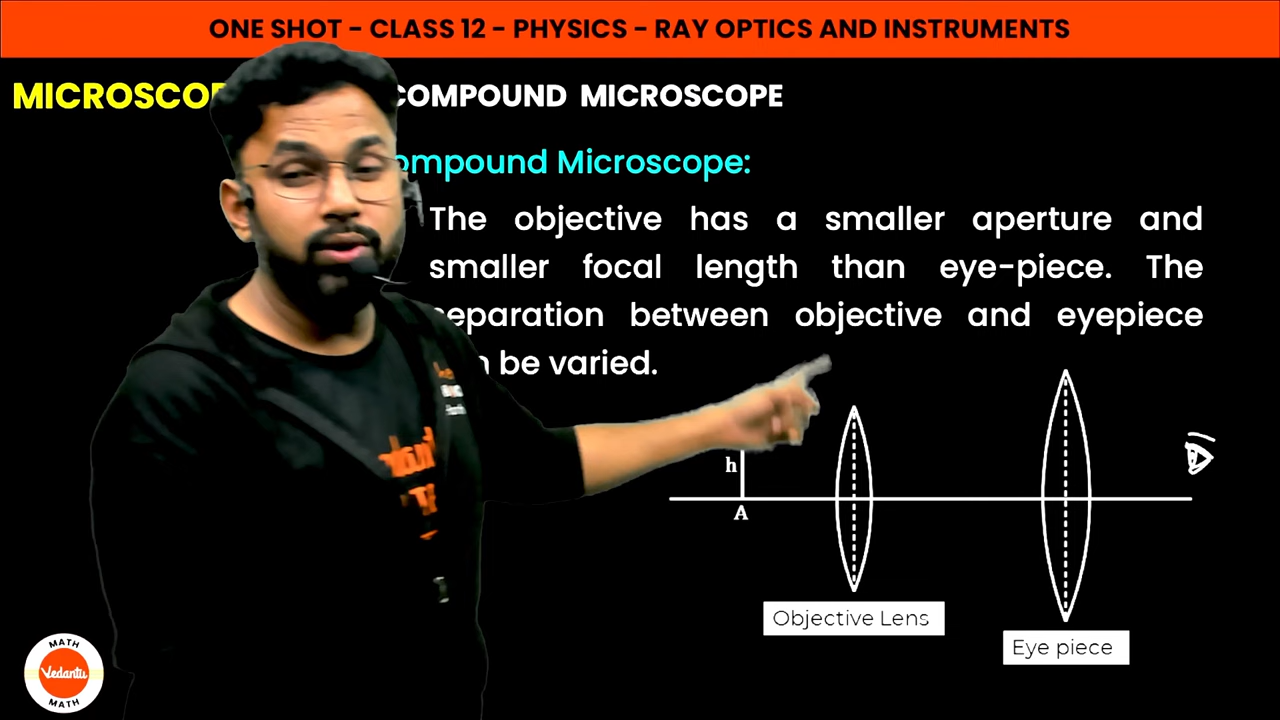 ONE SHOT - CLASS 12 - PHYSICS - RAY OPTICS AND INSTRUMENTS
COMPOUND MICROSCOPE
Compound Microscope:
The objective has a smaller aperture and
smaller focal length than eye-piece. The
separation between objective and eyepiece
be varied.
h
A
Objective Lens
Eye piece
MATH
Vedantu
MATH